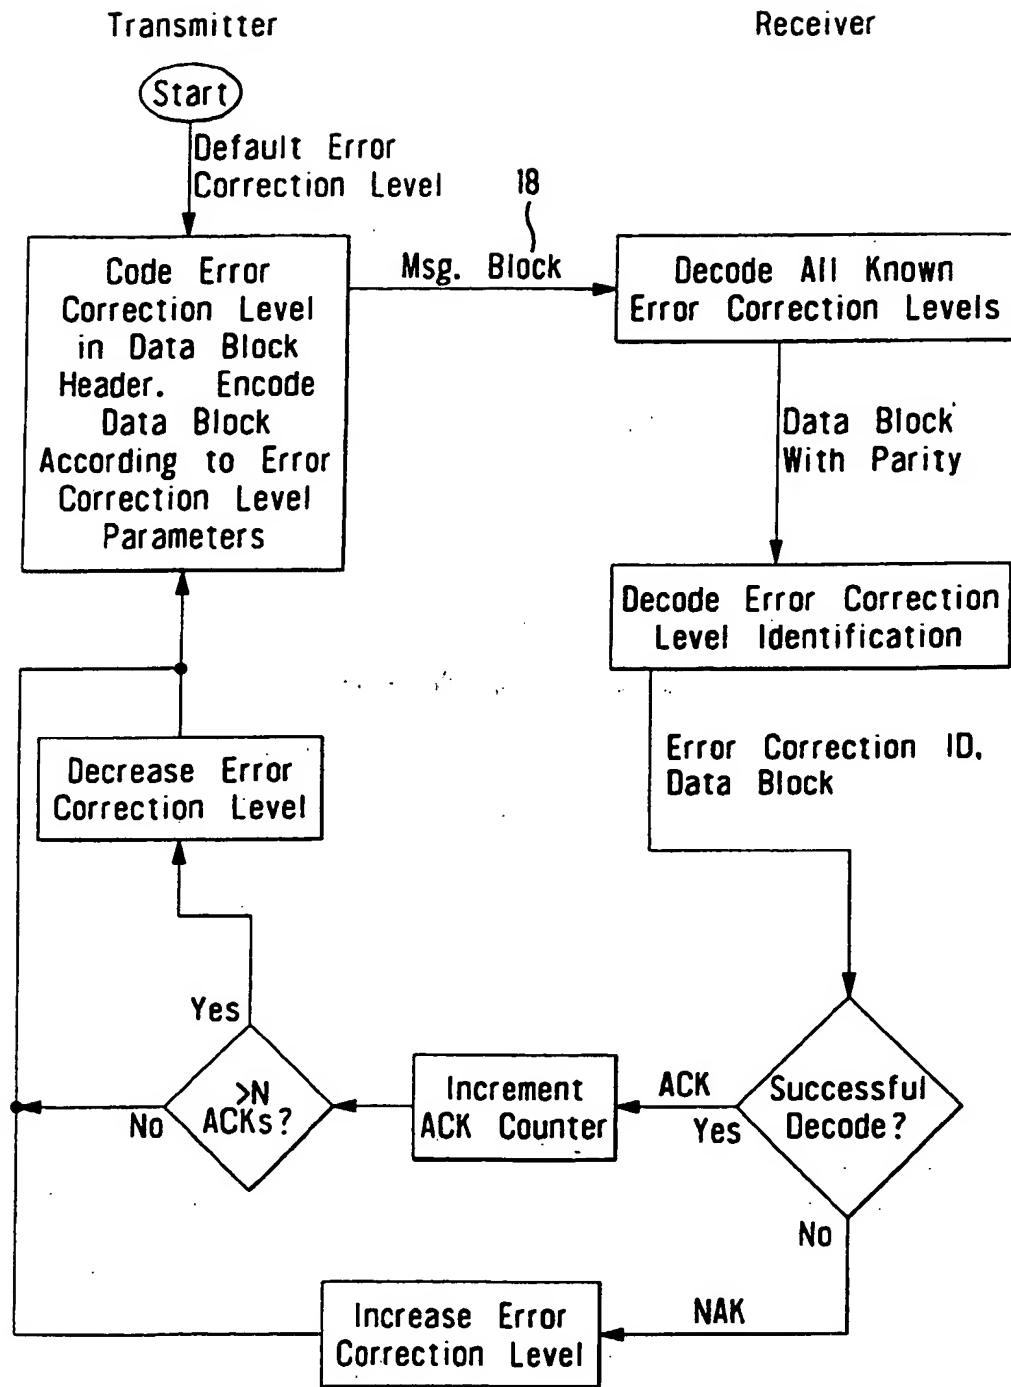 Transmitter
Receiver
Start
Default Error
Correction Level
18
Msg. Block
Code Error
Correction Level
in Data Block
Header. Encode
Data Block
According to Error
Correction Level
Parameters
Decode All Known
Error Correction Levels
Data Block
With Parity
Decode Error Correction
Level Identification
Error Correction ID,
Data Block
Decrease Error
Correction Level
Yes
>N
ACKs?
No
Increment
ACK Counter
ACK
Yes
Successful
Decode?
No
NAK
Increase Error
Correction Level